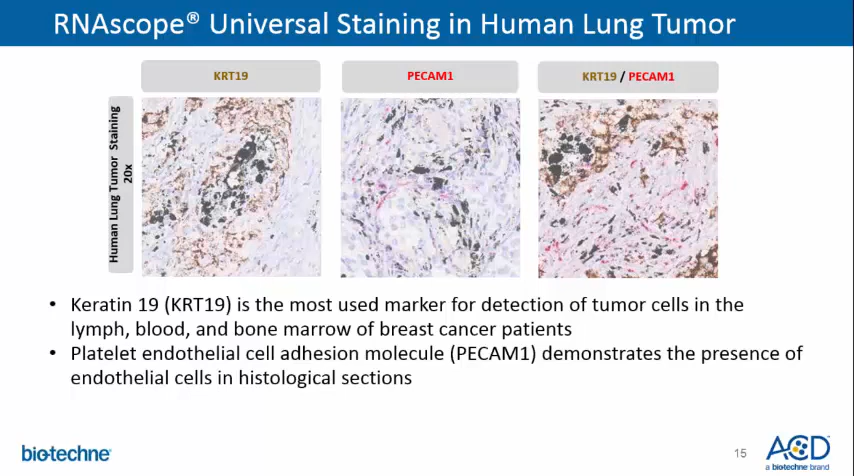 RNAscope® Universal Staining in Human Lung Tumor
KRT19
PECAM1
KRT19 / PECAM1
Human Lung Tumor Staining
20x
• Keratin 19 (KRT19) is the most used marker for detection of tumor cells in the
lymph, blood, and bone marrow of breast cancer patients
• Platelet endothelial cell adhesion molecule (PECAM1) demonstrates the presence of
endothelial cells in histological sections
bio-techne
15
ACD
a biotechne brand